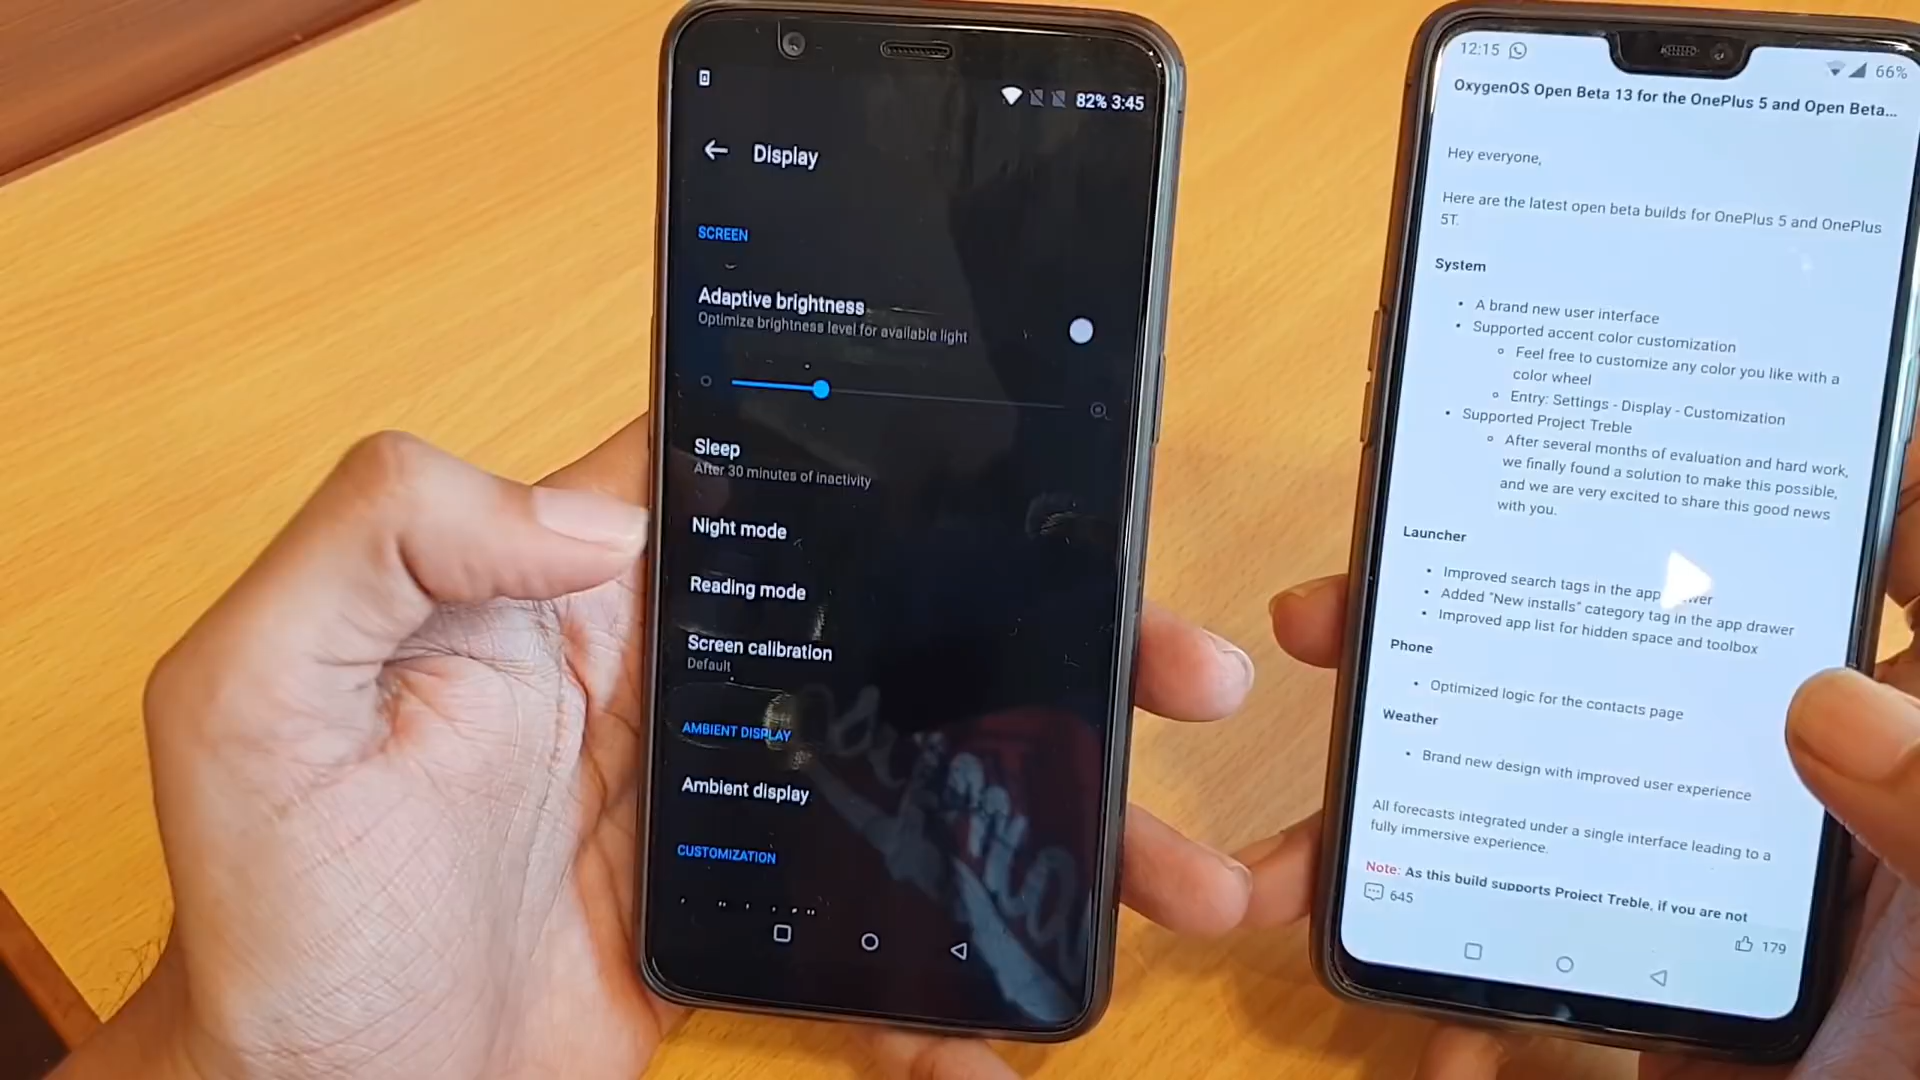 82% 3:45
Display
SCREEN
Adaptive brightness
Optimize brightness level for available light
Sleep
After 30 minutes of inactivity
Night mode
Reading mode
Screen calibration
Default
AMBIENT DISPLAY
Ambient display
CUSTOMIZATION
12:15
66%
OxygenOS Open Beta 13 for the OnePlus 5 and Open Beta...
Hey everyone,
Here are the latest open beta builds for OnePlus 5 and OnePlus
5T.
System
A brand new user interface
Supported accent color customization
Feel free to customize any color you like with a
color wheel
Entry: Settings - Display - Customization
Supported Project Treble
After several months of evaluation and hard work,
we finally found a solution to make this possible,
and we are very excited to share this good news
with you.
Launcher
Improved search tags in the app
Added "New installs" category tag in the app drawer
Improved app list for hidden space and toolbox
Phone
Optimized logic for the contacts page
Weather
Brand new design with improved user experience
All forecasts integrated under a single interface leading to a
fully immersive experience.
Note: As this build supports Project Treble, if you are not
645
179